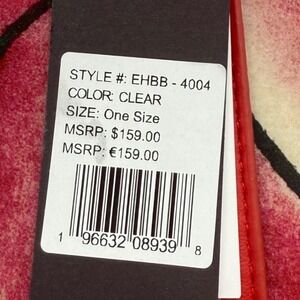 STYLE #: EHBB - 4004
COLOR: CLEAR
SIZE: One Size
MSRP: $159.00
MSRP: €159.00
1 96632 08939 8